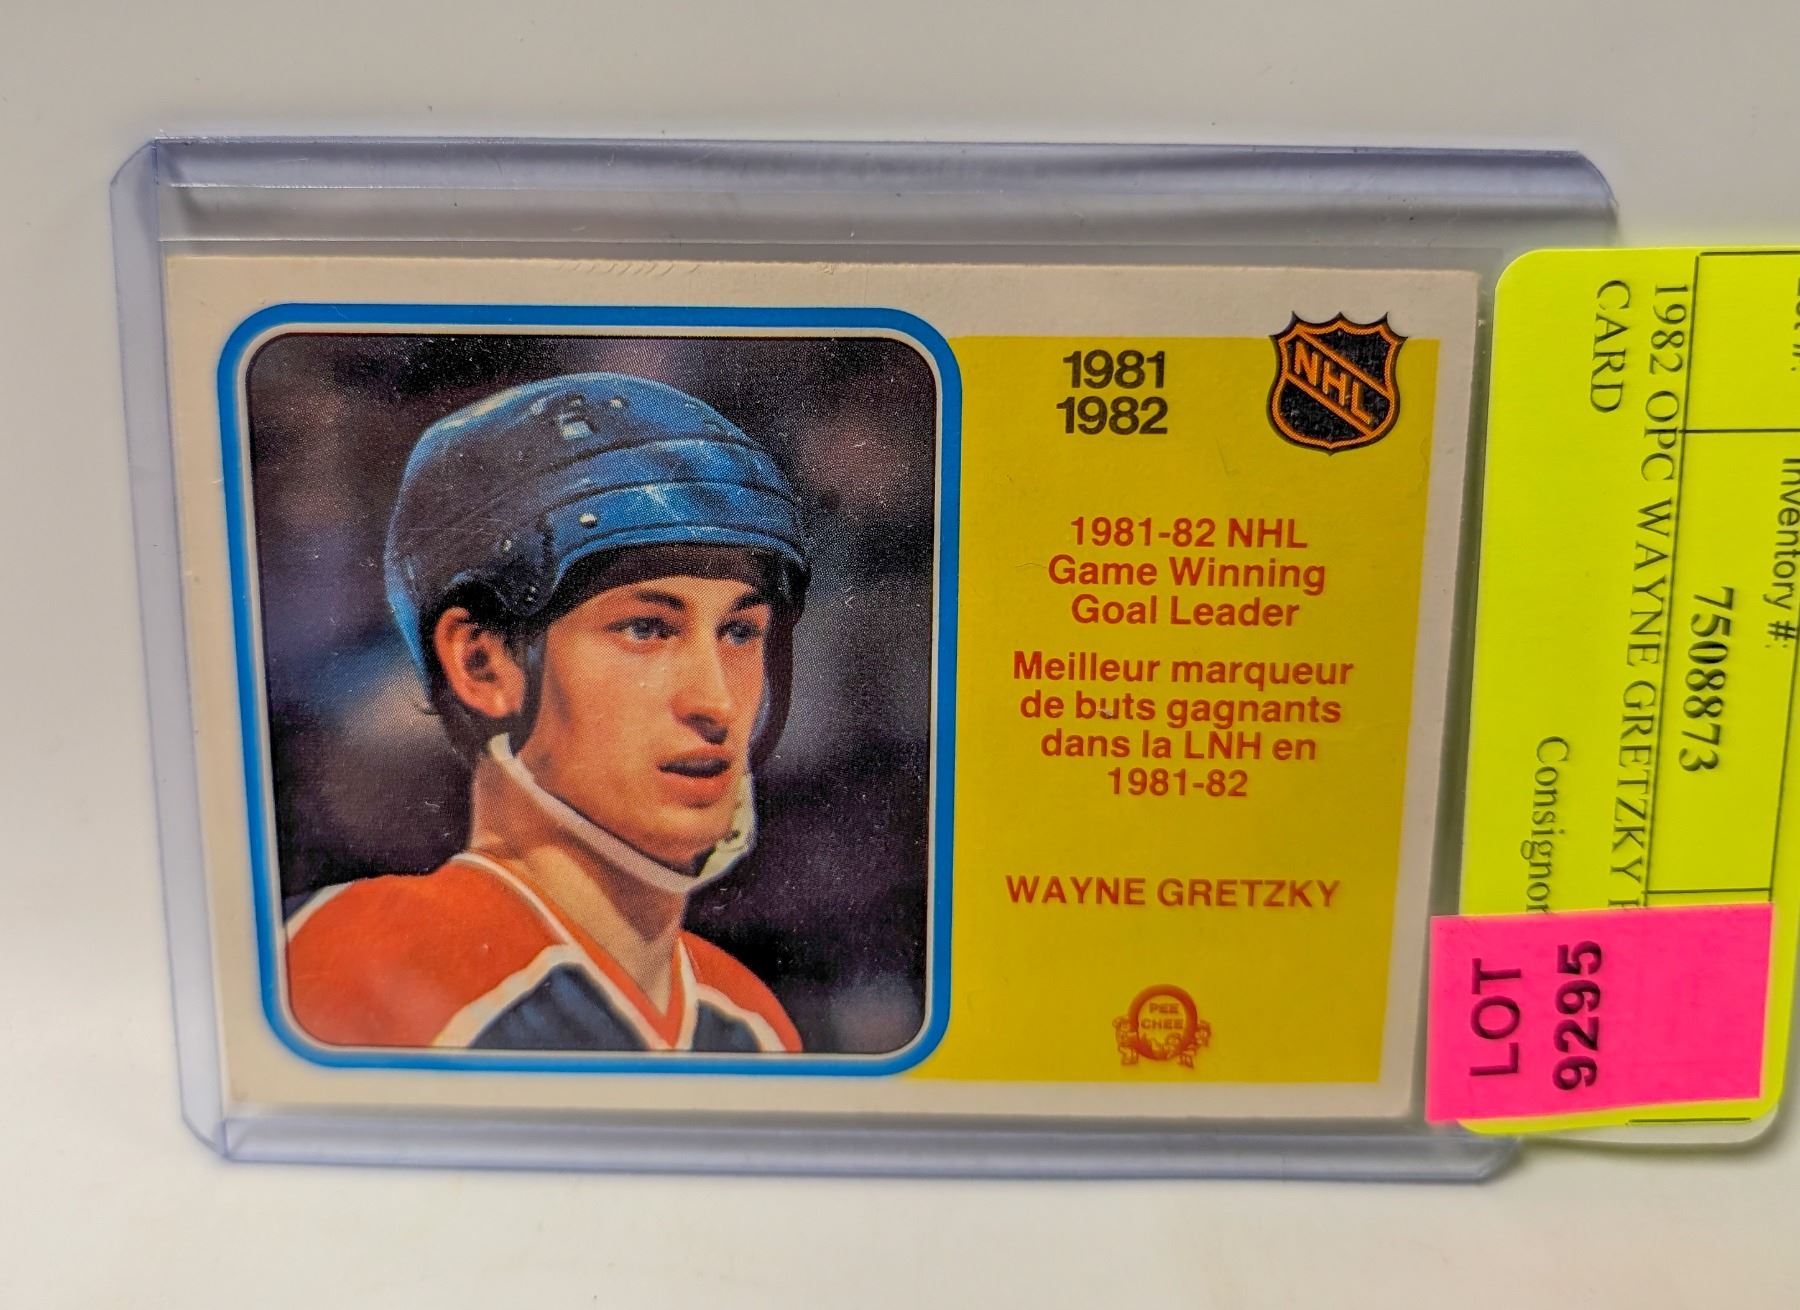 1981
1982
NHL
1981-82 NHL
Game Winning
Goal Leader
Meilleur marqueur
de buts gagnants
dans la LNH en
1981-82
WAYNE GRETZKY
PEE
CHEE
Inventory #:
7508873
1982 OPC WAYNE GRETZKY
CARD
Consignor
LOT
9295